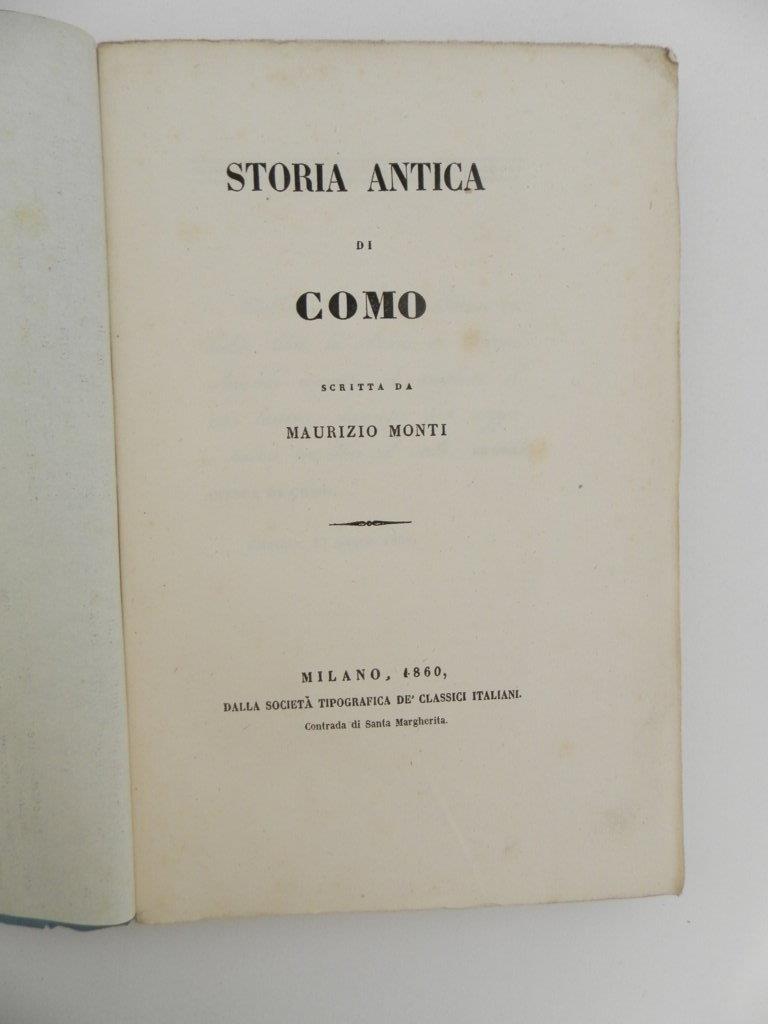 STORIA ANTICA
DI
COMO
SCRITTA DA
MAURIZIO MONTI
MILANO, 1860,
DALLA SOCIETÀ TIPOGRAFICA DE' CLASSICI ITALIANI.
Contrada di Santa Margherita.